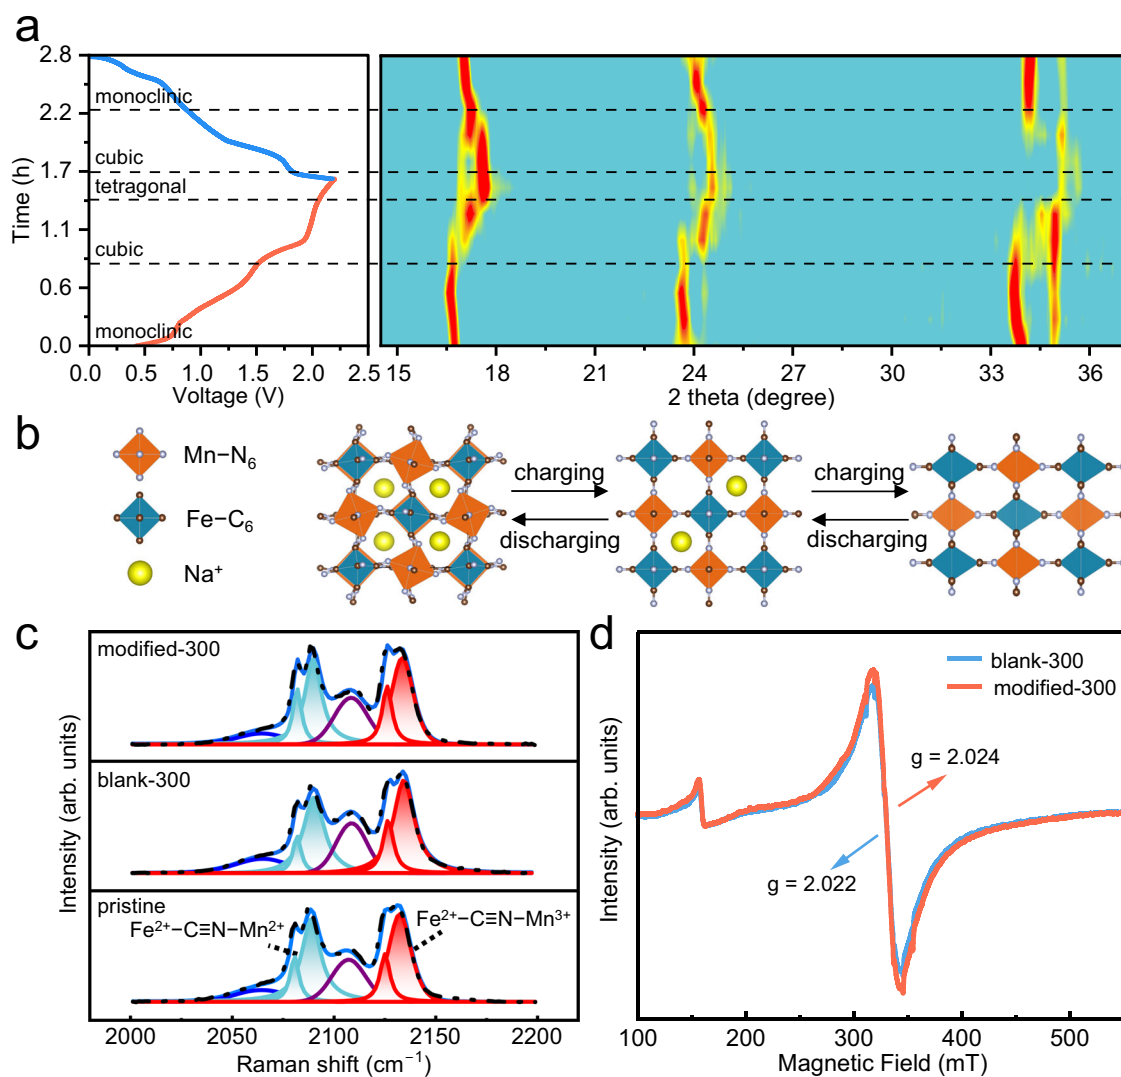 a
2.8
2.2
1.7
1.1
0.6
0.0
Time (h)
monoclinic
cubic
tetragonal
cubic
monoclinic
0.0 0.5 1.0 1.5 2.0 2.5
Voltage (V)
15 18 21 24 27 30 33 36
2 theta (degree)
b
Mn−N6
Fe−C6
Na+
charging
discharging
charging
discharging
c
modified-300
blank-300
pristine
Fe2+−C≡N−Mn2+
Fe2+−C≡N−Mn3+
Intensity (arb. units)
2000 2050 2100 2150 2200
Raman shift (cm−1)
d
blank-300
modified-300
g = 2.024
g = 2.022
Intensity (arb. units)
100 200 300 400 500
Magnetic Field (mT)